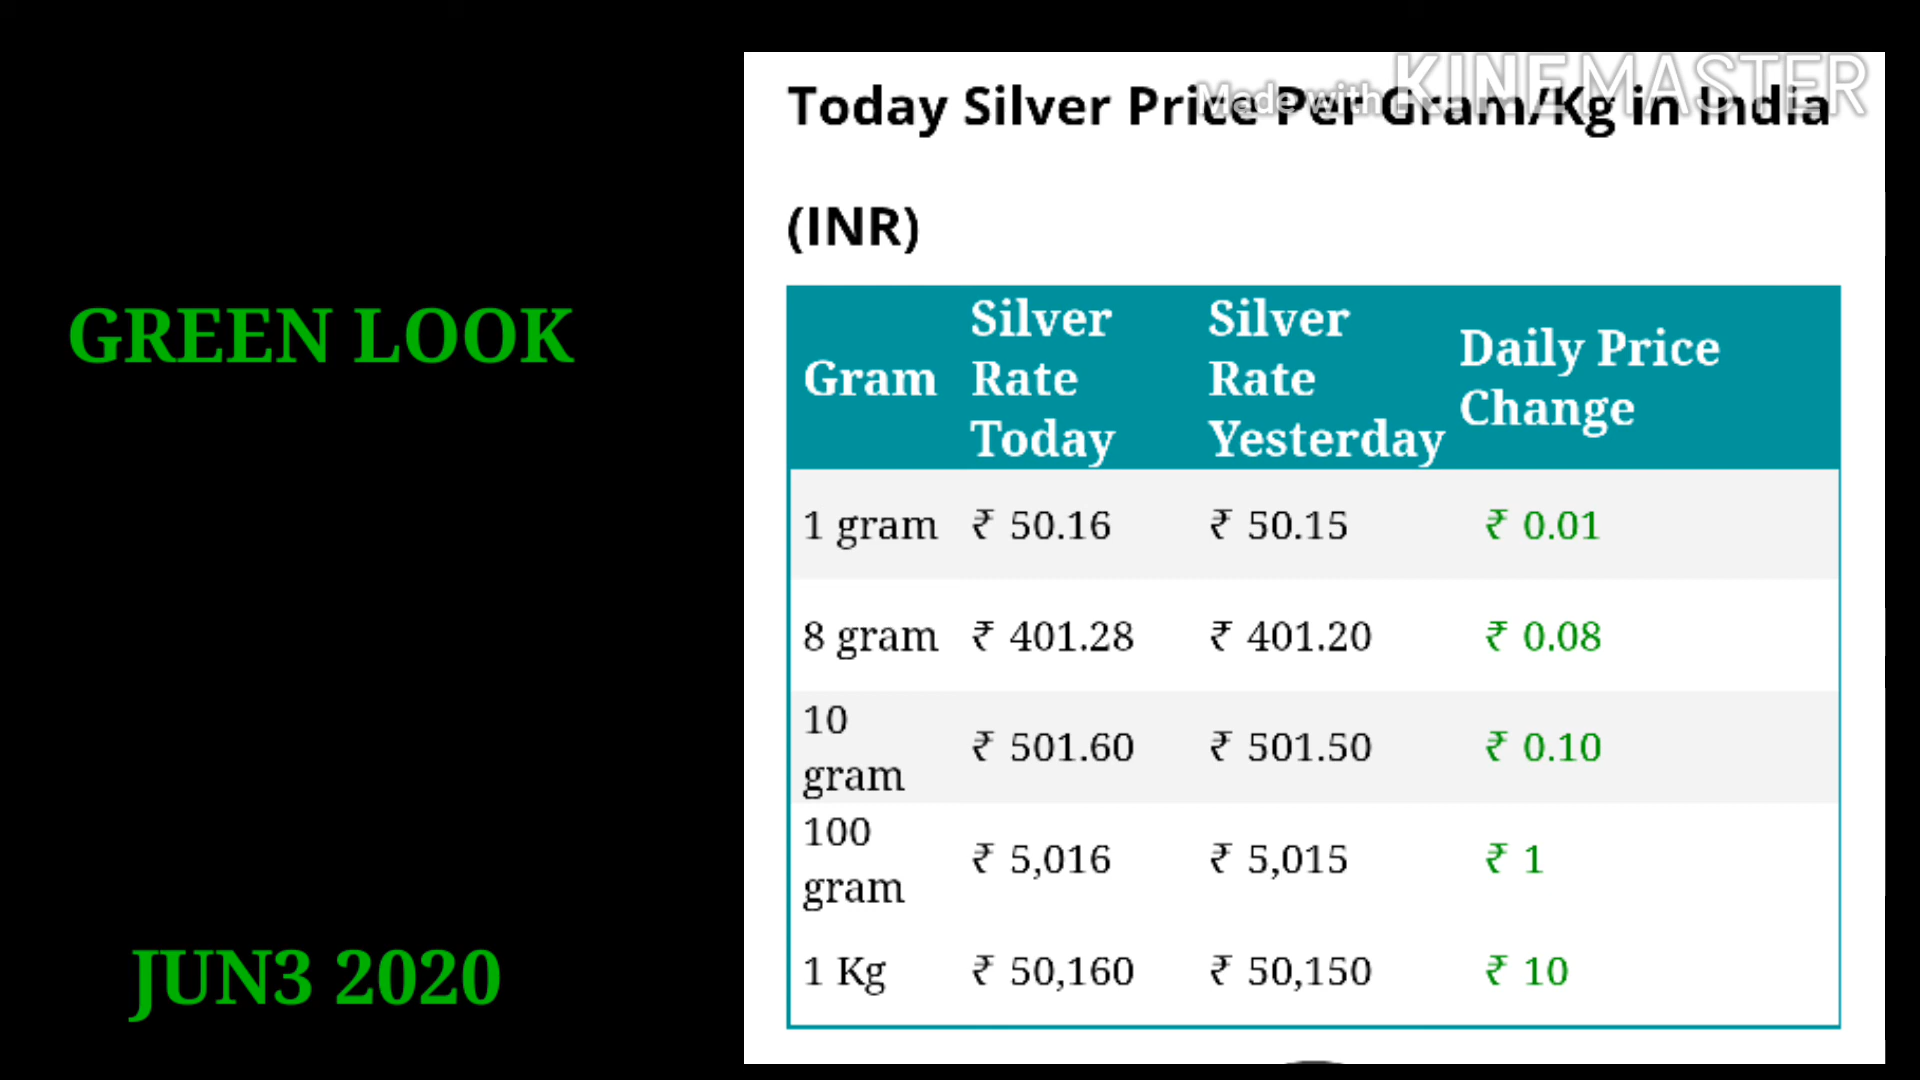 Made with KINEMASTER
Today Silver Price Per Gram/Kg in India
(INR)
GREEN LOOK
Gram Silver Rate Today Silver Rate Yesterday Daily Price Change
1 gram ₹ 50.16 ₹ 50.15 ₹ 0.01
8 gram ₹ 401.28 ₹ 401.20 ₹ 0.08
10 gram ₹ 501.60 ₹ 501.50 ₹ 0.10
100 gram ₹ 5,016 ₹ 5,015 ₹ 1
1 Kg ₹ 50,160 ₹ 50,150 ₹ 10
JUN3 2020